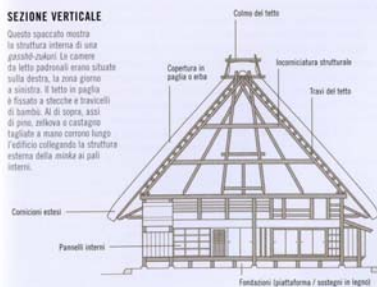 SEZIONE VERTICALE
Questo spaccato mostra
la struttura interna di una
gasshō-zukuri. Le camere
da letto padronali erano situate
sulla destra, la zona giorno
a sinistra. Il tetto in paglia
è fissato a stecche e travicelli
di bambù. Al di sopra, assi
di pino, zelkova o castagno
tagliate a mano corrono lungo
l'edificio collegando la struttura
esterna della minka ai pali
interni.
Colmo del tetto
Copertura in
paglia o erba
Incorniciatura strutturale
Travi del tetto
Cornicioni estesi
Pannelli interni
Fondazioni (piattaforma / sostegni in legno)